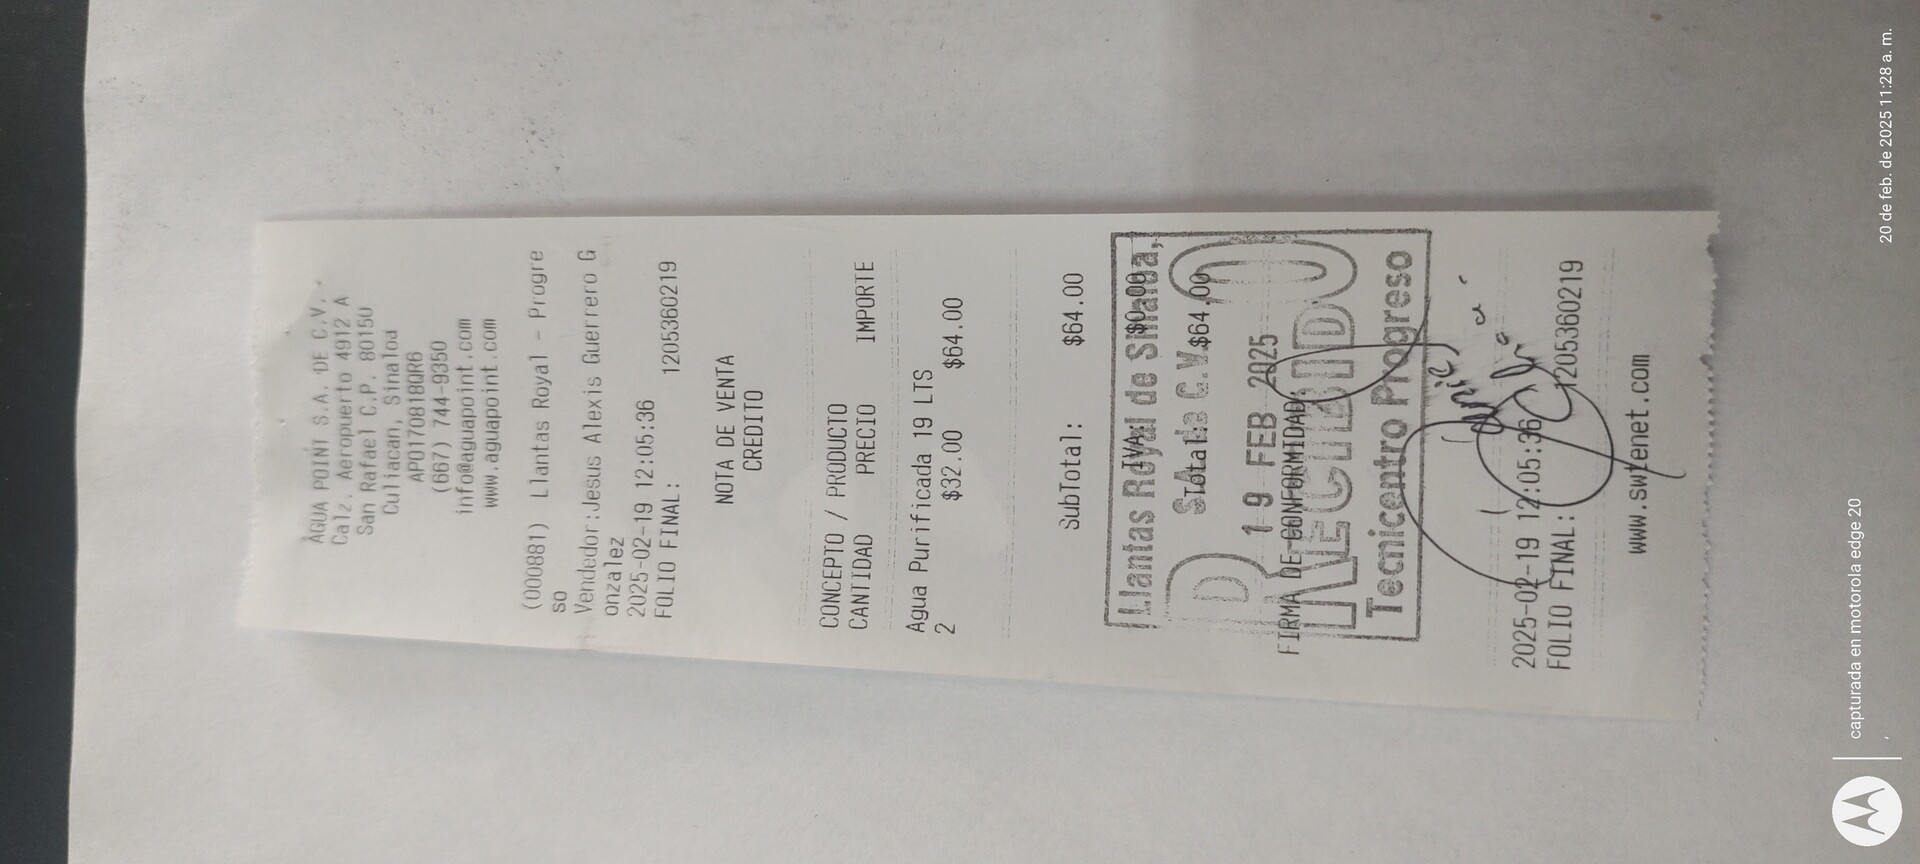 AGUA POINT S.A. DE C.V.
Calz. Aeropuerto 4912 A
San Rafael C.P. 80150
Culiacan, Sinaloa
APO170818QR6
(667) 744-9350
info@aguapoint.com
www.aguapoint.com
(000881) Llantas Royal - Progre
so
Vendedor:Jesus Alexis Guerrero G
onzalez
2025-02-19 12:05:36
FOLIO FINAL: 1205360219
NOTA DE VENTA
CREDITO
CONCEPTO / PRODUCTO
CANTIDAD PRECIO IMPORTE
Agua Purificada 19 LTS
2 $32.00 $64.00
SubTotal: $64.00
IVA: $0.00
Total: $64.00
Llantas Royal de Sinaloa,
S.A. de C.V.
19 FEB 2025
RECIBIDO
Tecnicentro Progreso
FIRMA DE CONFORMIDAD:
2025-02-19 12:05:36
FOLIO FINAL: 1205360219
www.swtenet.com
capturada en motorola edge 20
20 de feb. de 2025 11:28 a. m.